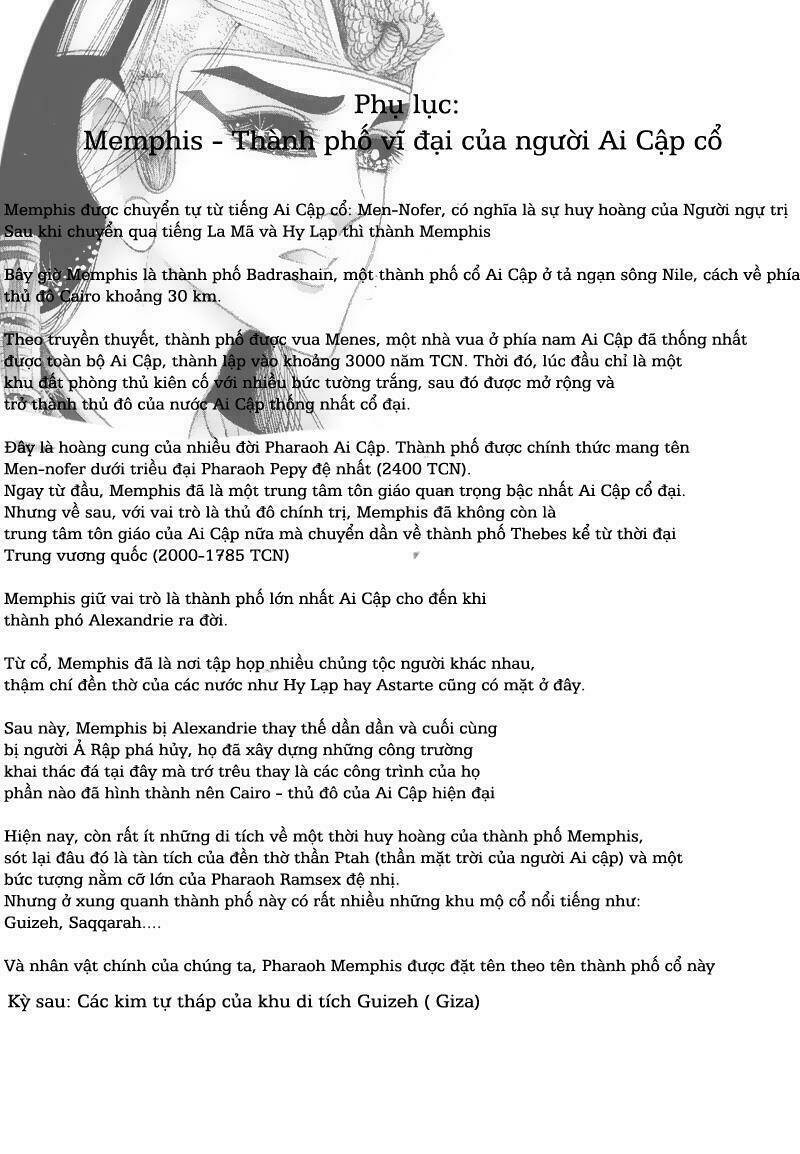 Phụ lục:
Memphis – Thành phố vĩ đại của người Ai Cập cổ
Memphis được chuyển tự từ tiếng Ai Cập cổ: Men-Nofer, có nghĩa là sự huy hoàng của Người ngự trị
Sau khi chuyển qua tiếng La Mã và Hy Lạp thì thành Memphis
Bây giờ Memphis là thành phố Badrashain, một thành phố cổ Ai Cập ở tả ngạn sông Nile, cách về phía
thủ đô Cairo khoảng 30 km.
Theo truyền thuyết, thành phố được vua Menes, một nhà vua ở phía nam Ai Cập đã thống nhất
được toàn bộ Ai Cập, thành lập vào khoảng 3000 năm TCN. Thời đó, lúc đầu chỉ là một
khu đất phòng thủ kiên cố với nhiều bức tường trắng, sau đó được mở rộng và
trở thành thủ đô của nước Ai Cập thống nhất cổ đại.
Đây là hoàng cung của nhiều đời Pharaoh Ai Cập. Thành phố được chính thức mang tên
Men-nofer dưới triều đại Pharaoh Pepy đệ nhất (2400 TCN).
Ngay từ đầu, Memphis đã là một trung tâm tôn giáo quan trọng bậc nhất Ai Cập cổ đại.
Nhưng về sau, với vai trò là thủ đô chính trị, Memphis đã không còn là
trung tâm tôn giáo của Ai Cập nữa mà chuyển dần về thành phố Thebes kể từ thời đại
Trung vương quốc (2000-1785 TCN)
Memphis giữ vai trò là thành phố lớn nhất Ai Cập cho đến khi
thành phó Alexandrie ra đời.
Từ cổ, Memphis đã là nơi tập họp nhiều chủng tộc người khác nhau,
thậm chí đền thờ của các nước như Hy Lạp hay Astarte cũng có mặt ở đây.
Sau này, Memphis bị Alexandrie thay thế dần dần và cuối cùng
bị người Ả Rập phá hủy, họ đã xây dựng những công trường
khai thác đá tại đây mà trớ trêu thay là các công trình của họ
phần nào đã hình thành nên Cairo – thủ đô của Ai Cập hiện đại
Hiện nay, còn rất ít những di tích về một thời huy hoàng của thành phố Memphis,
sót lại đâu đó là tàn tích của đền thờ thần Ptah (thần mặt trời của người Ai cập) và một
bức tượng nằm cỡ lớn của Pharaoh Ramsex đệ nhị.
Nhưng ở xung quanh thành phố này có rất nhiều những khu mộ cổ nổi tiếng như:
Guizeh, Saqqarah....
Và nhân vật chính của chúng ta, Pharaoh Memphis được đặt tên theo tên thành phố cổ này
Kỳ sau: Các kim tự tháp của khu di tích Guizeh ( Giza)